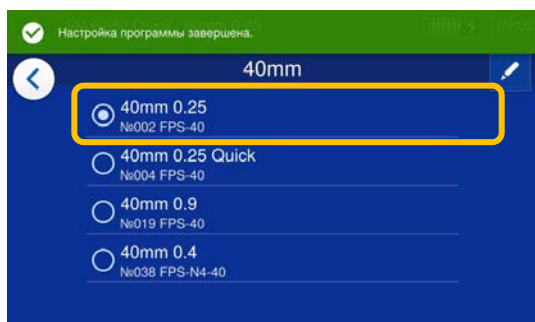 Настройка программы завершена.
40mm
40mm 0.25
№002 FPS-40
40mm 0.25 Quick
№004 FPS-40
40mm 0.9
№019 FPS-40
40mm 0.4
№038 FPS-N4-40